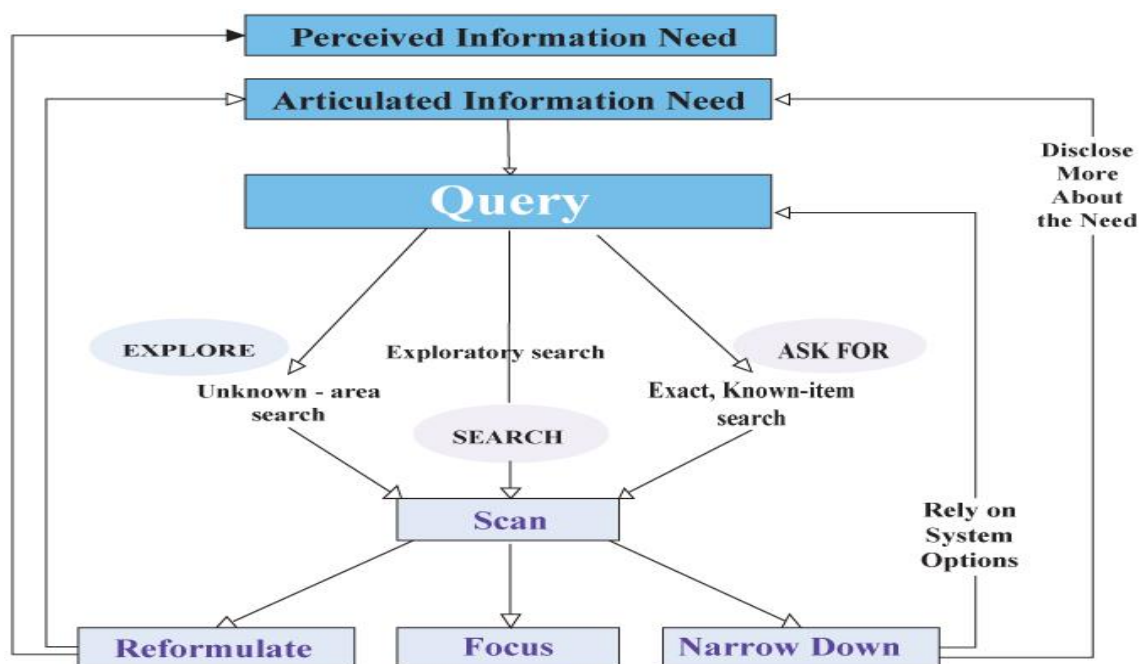 Perceived Information Need
Articulated Information Need
Disclose
More
About
the Need
Query
EXPLORE
Exploratory search
ASK FOR
Unknown - area
search
Exact, Known-item
search
SEARCH
Scan
Rely on
System
Options
Reformulate
Focus
Narrow Down